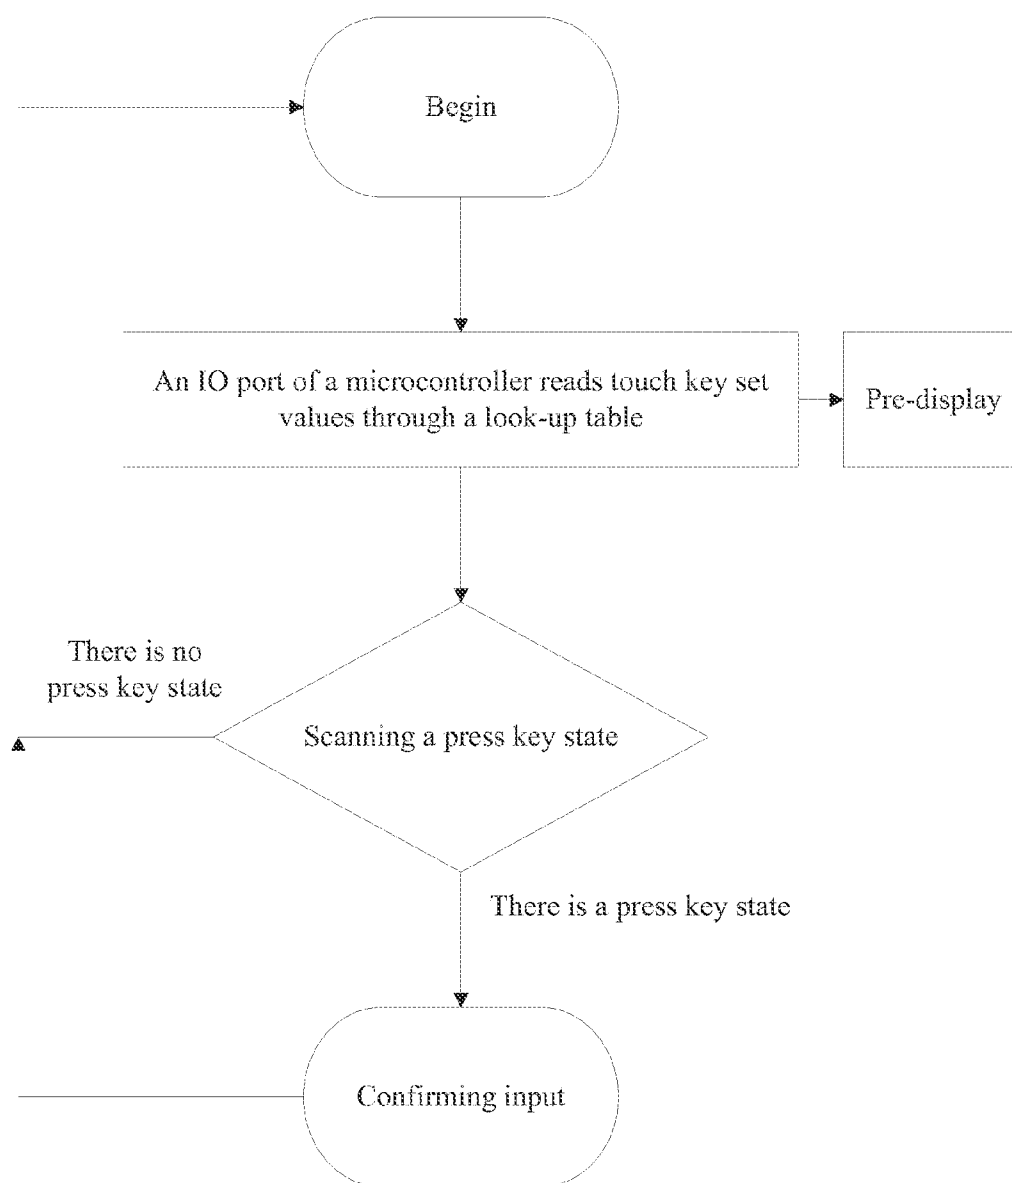 Begin
An IO port of a microcontroller reads touch key set
values through a look-up table
Pre-display
There is no
press key state
Scanning a press key state
There is a press key state
Confirming input